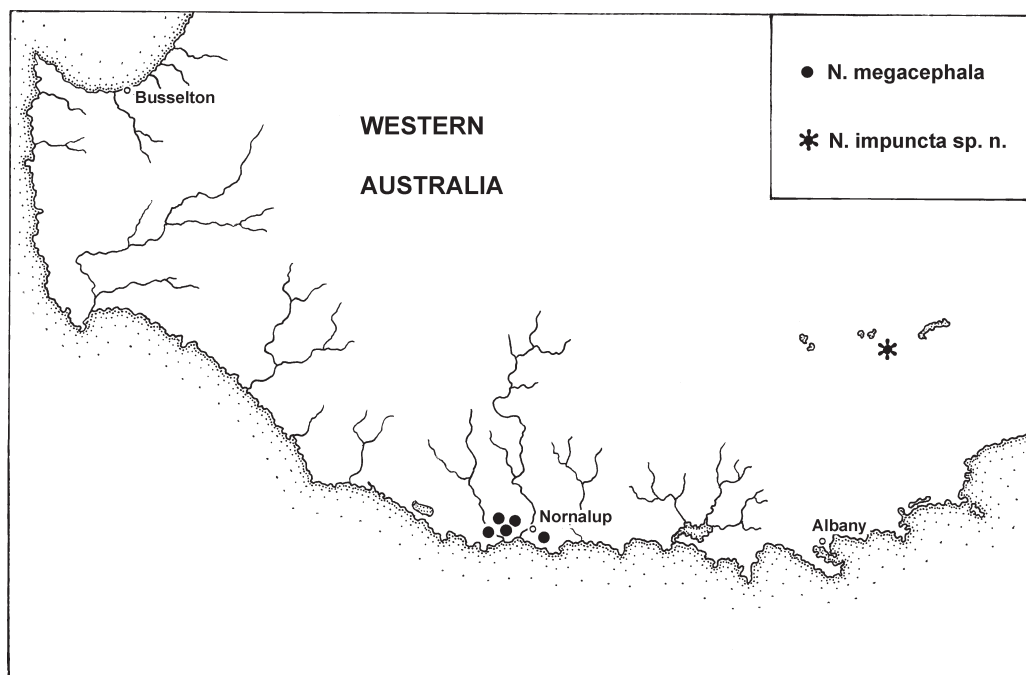 N. megacephala
N. impuncta sp. n.
Busselton
WESTERN
AUSTRALIA
Nornalup
Albany